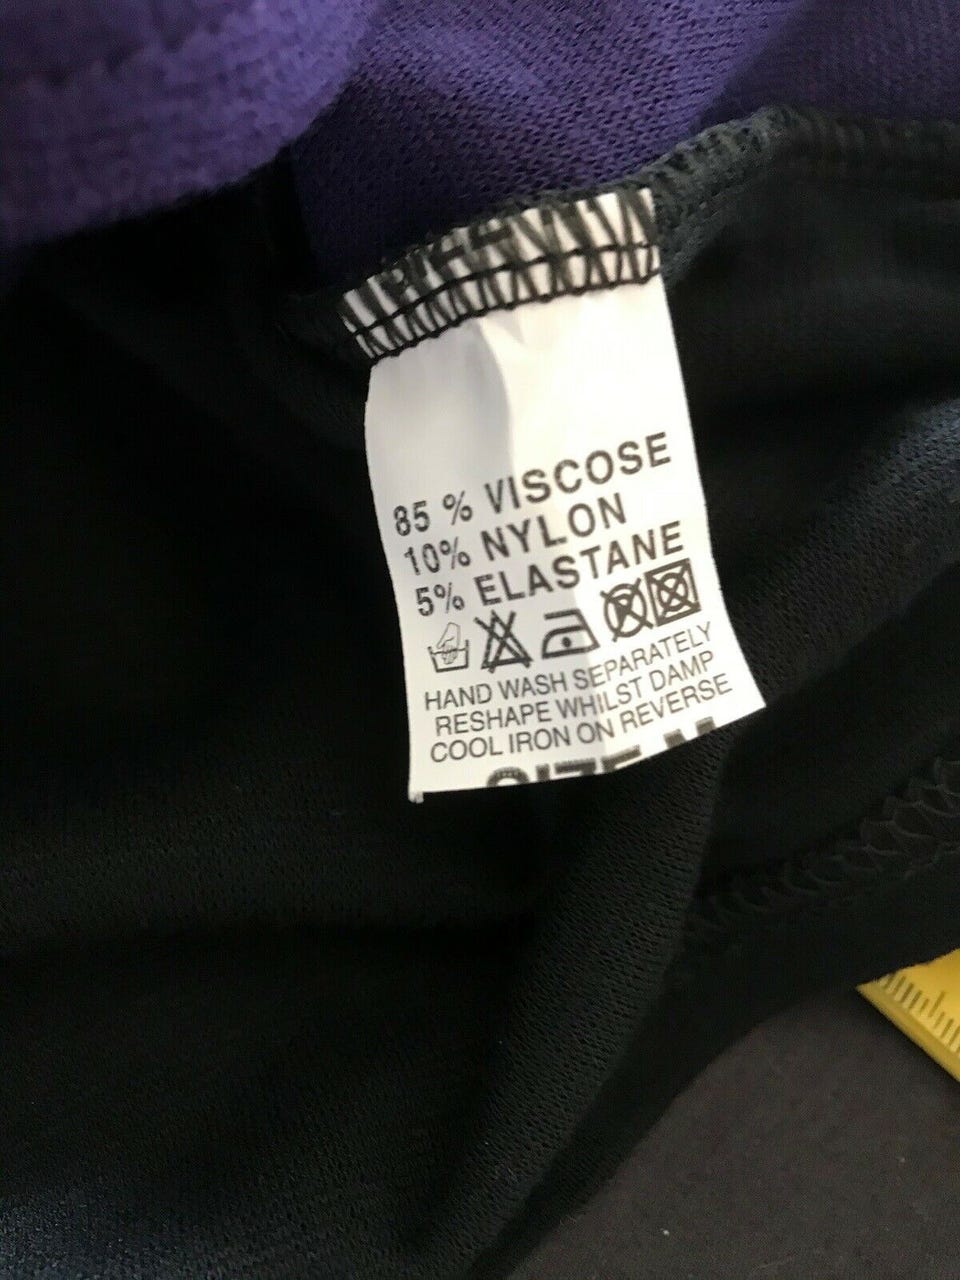 85 % VISCOSE
10% NYLON
5% ELASTANE
HAND WASH SEPARATELY
RESHAPE WHILST DAMP
COOL IRON ON REVERSE